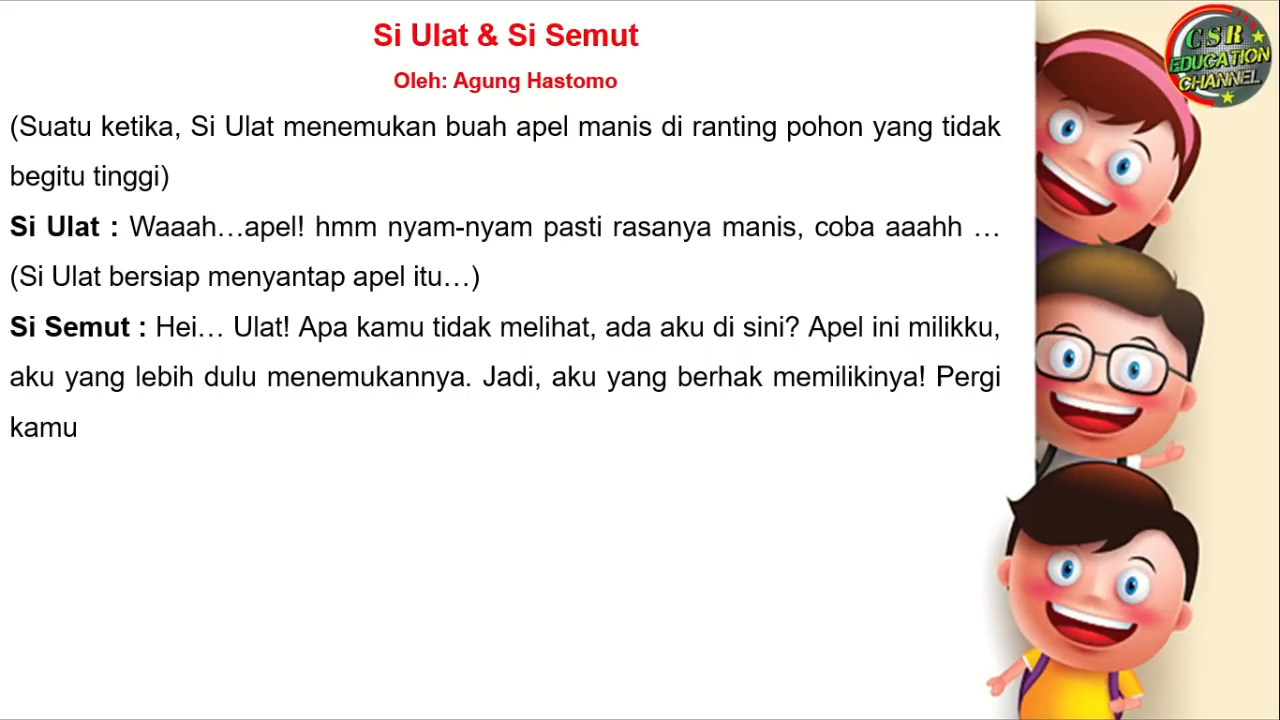 Si Ulat & Si Semut
Oleh: Agung Hastomo
(Suatu ketika, Si Ulat menemukan buah apel manis di ranting pohon yang tidak
begitu tinggi)
Si Ulat : Waaah…apel! hmm nyam-nyam pasti rasanya manis, coba aaahh …
(Si Ulat bersiap menyantap apel itu…)
Si Semut : Hei… Ulat! Apa kamu tidak melihat, ada aku di sini? Apel ini milikku,
aku yang lebih dulu menemukannya. Jadi, aku yang berhak memilikinya! Pergi
kamu
CSR
EDUCATION
CHANNEL